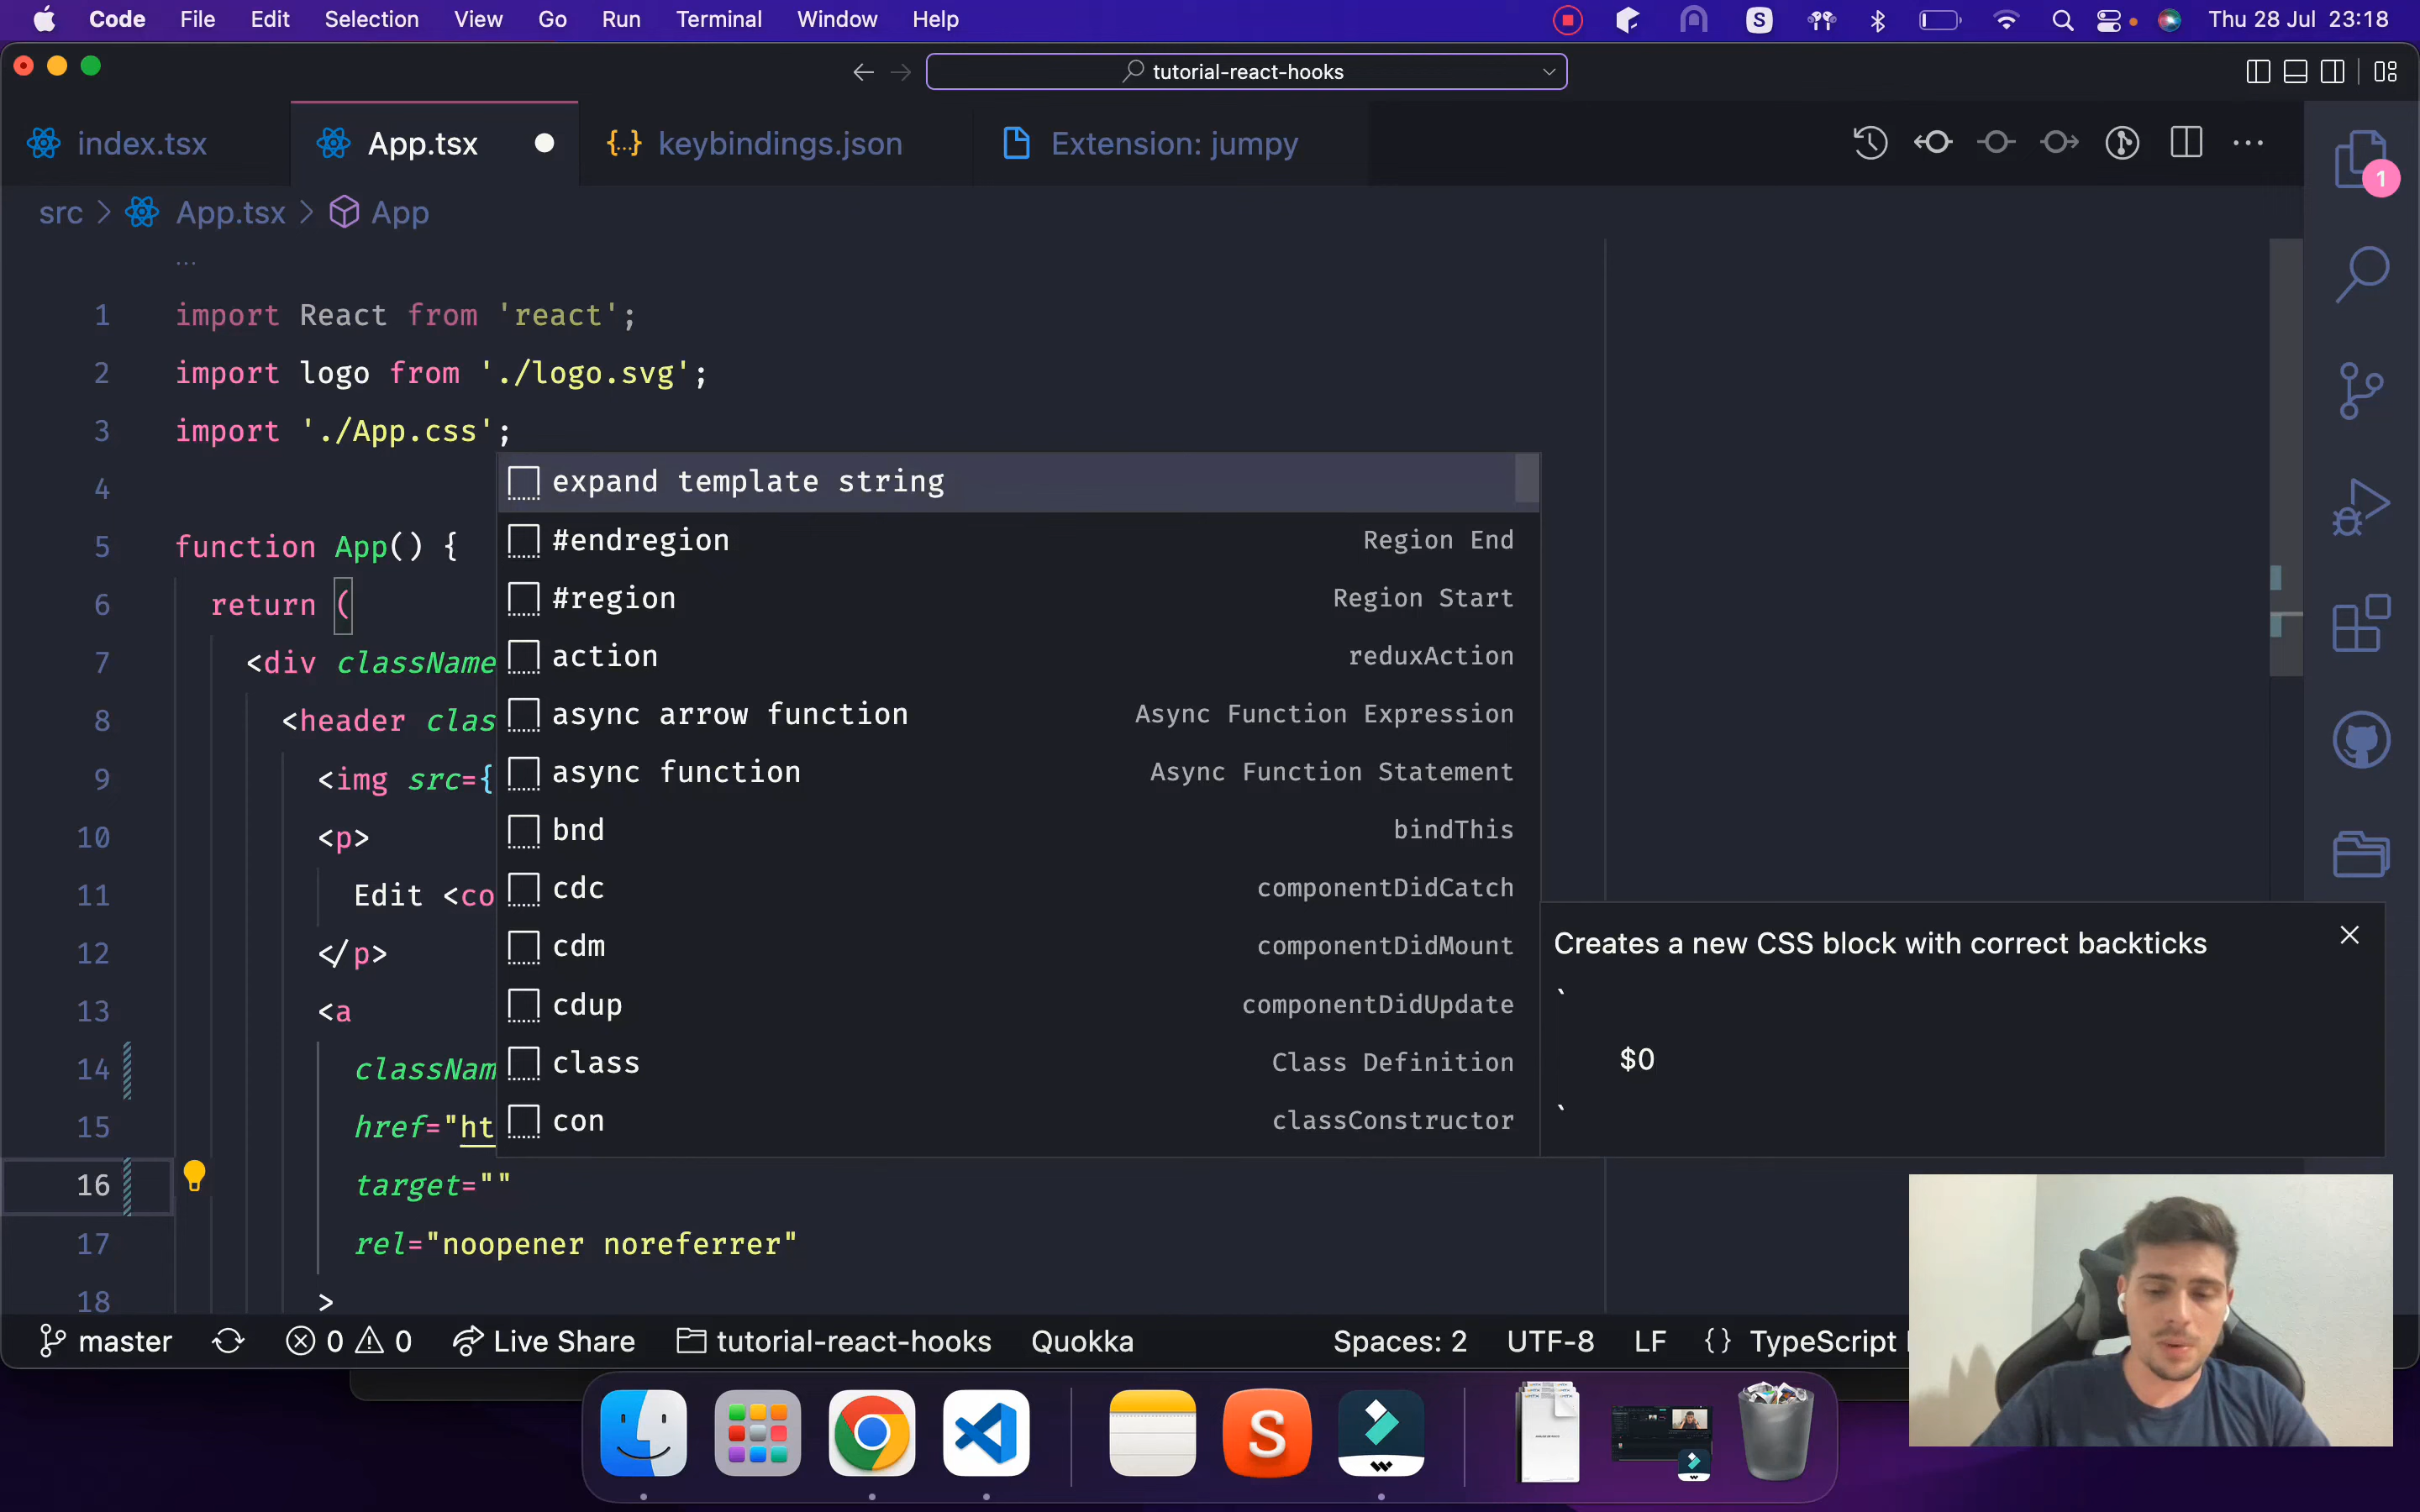 Code File Edit Selection View Go Run Terminal Window Help S Thu 28 Jul 23:18
tutorial-react-hooks
index.tsx App.tsx {..} keybindings.json Extension: jumpy
1
src > App.tsx > App
...
1 import React from 'react';
2 import logo from './logo.svg';
3 import './App.css';
4
5 function App() {
6 return (
7 <div className
8 <header clas
9 <img src={
10 <p>
11 Edit <co
12 </p>
13 <a
14 classNam
15 href="ht
16 target=""
17 rel="noopener noreferrer"
18 >
expand template string
#endregion Region End
#region Region Start
action reduxAction
async arrow function Async Function Expression
async function Async Function Statement
bnd bindThis
cdc componentDidCatch
cdm componentDidMount
cdup componentDidUpdate
class Class Definition
con classConstructor
Creates a new CSS block with correct backticks
`
$0
`
master 0 0 Live Share tutorial-react-hooks Quokka Spaces: 2 UTF-8 LF {} TypeScript
S